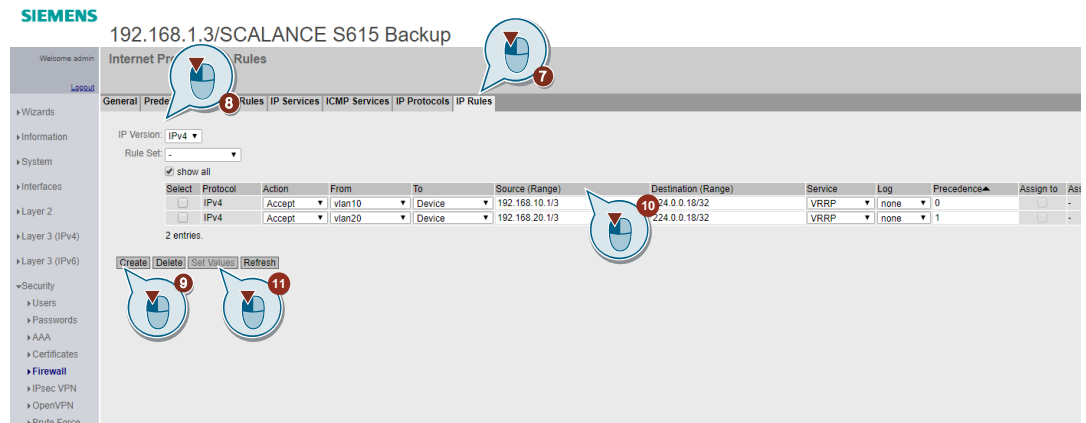 SIEMENS
192.168.1.3/SCALANCE S615 Backup
Welcome admin
Internet Rules
Logout
7
8
General Rules IP Services ICMP Services IP Protocols IP Rules
Wizards
Information
System
Interfaces
Layer 2
Layer 3 (IPv4)
Layer 3 (IPv6)
Security
Users
Passwords
AAA
Certificates
Firewall
IPsec VPN
OpenVPN
IP Version: IPv4
Rule Set: -
show all
Select Protocol Action From To Source (Range) Destination (Range) Service Log Precedence Assign to
IPv4 Accept vlan10 Device 192.168.10.1/3 224.0.0.18/32 VRRP none 0 -
IPv4 Accept vlan20 Device 192.168.20.1/3 224.0.0.18/32 VRRP none 1 -
10
2 entries.
Create Delete Set Values Refresh
9
11